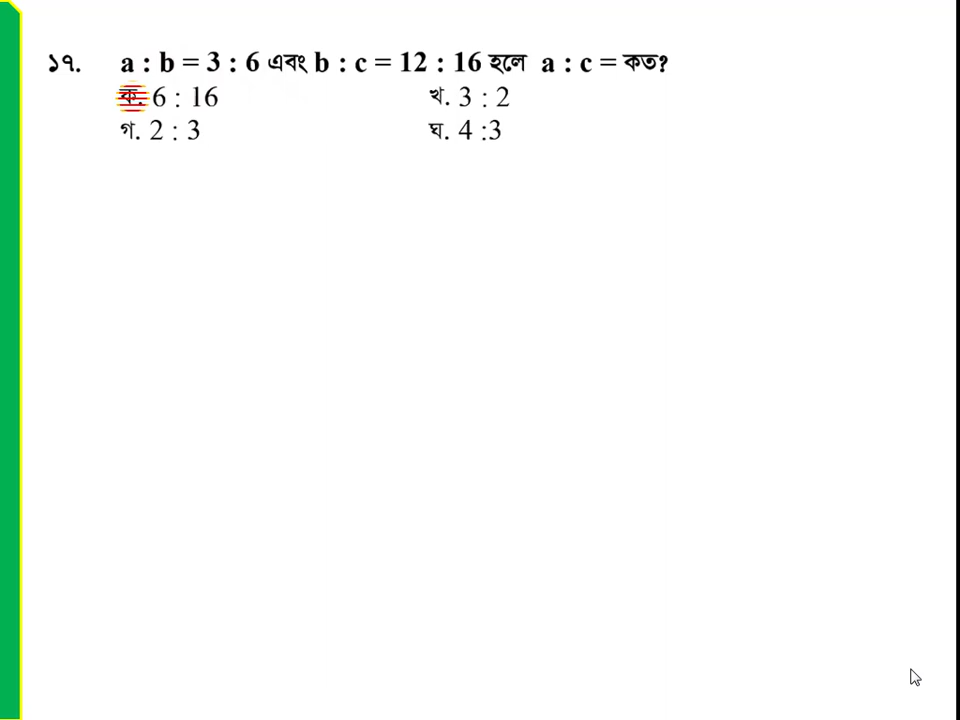 ১৭. a : b = 3 : 6 এবং b : c = 12 : 16 হলে a : c = কত?
ক. 6 : 16 খ. 3 : 2
গ. 2 : 3 ঘ. 4 :3